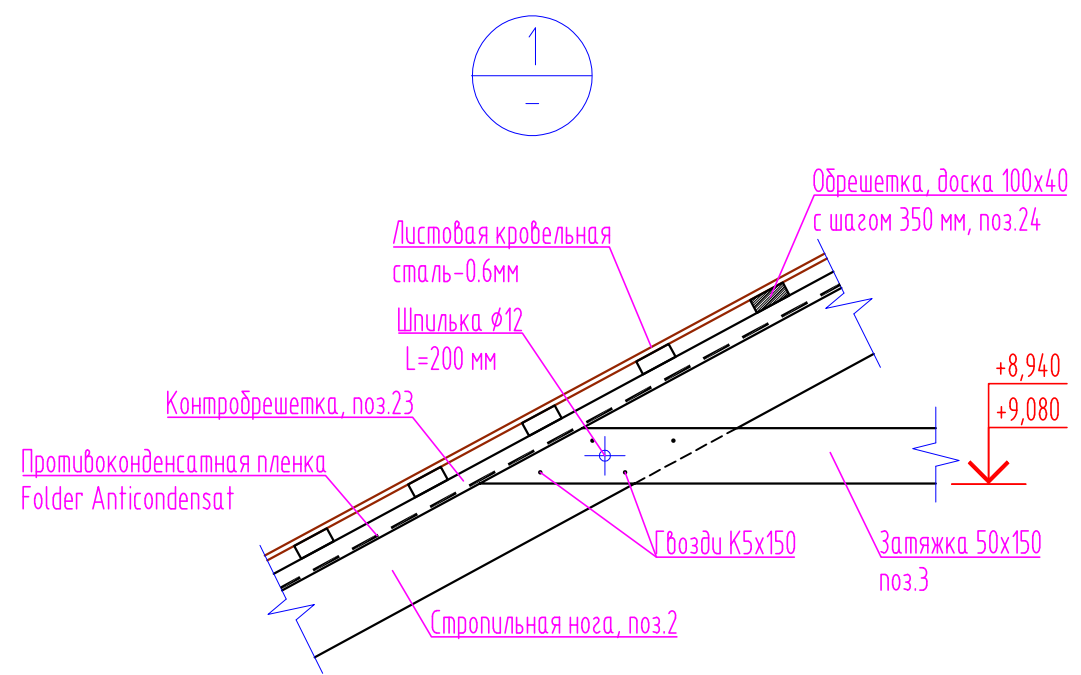 1
-
Обрешетка, доска 100х40
с шагом 350 мм, поз.24
Листовая кровельная
сталь-0.6мм
Шпилька ϕ12
L=200 мм
+8,940
+9,080
Контробрешетка, поз.23
Противоконденсатная пленка
Folder Anticondensat
Гвозди К5х150
Затяжка 50х150
поз.3
Стропильная нога, поз.2